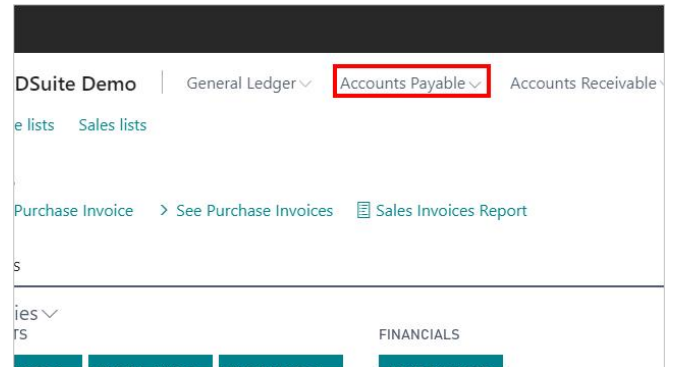 DSuite Demo General Ledger Accounts Payable Accounts Receivable
e lists Sales lists
Purchase Invoice > See Purchase Invoices Sales Invoices Report
s
ies
TS FINANCIALS